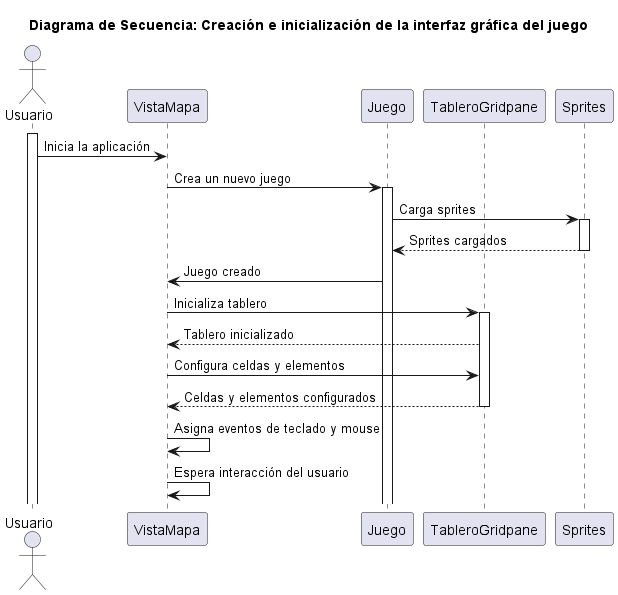 Diagrama de Secuencia: Creación e inicialización de la interfaz gráfica del juego
Usuario
VistaMapa
Juego
TableroGridpane
Sprites
Inicia la aplicación
Crea un nuevo juego
Carga sprites
Sprites cargados
Juego creado
Inicializa tablero
Tablero inicializado
Configura celdas y elementos
Celdas y elementos configurados
Asigna eventos de teclado y mouse
Espera interacción del usuario
Usuario
VistaMapa
Juego
TableroGridpane
Sprites